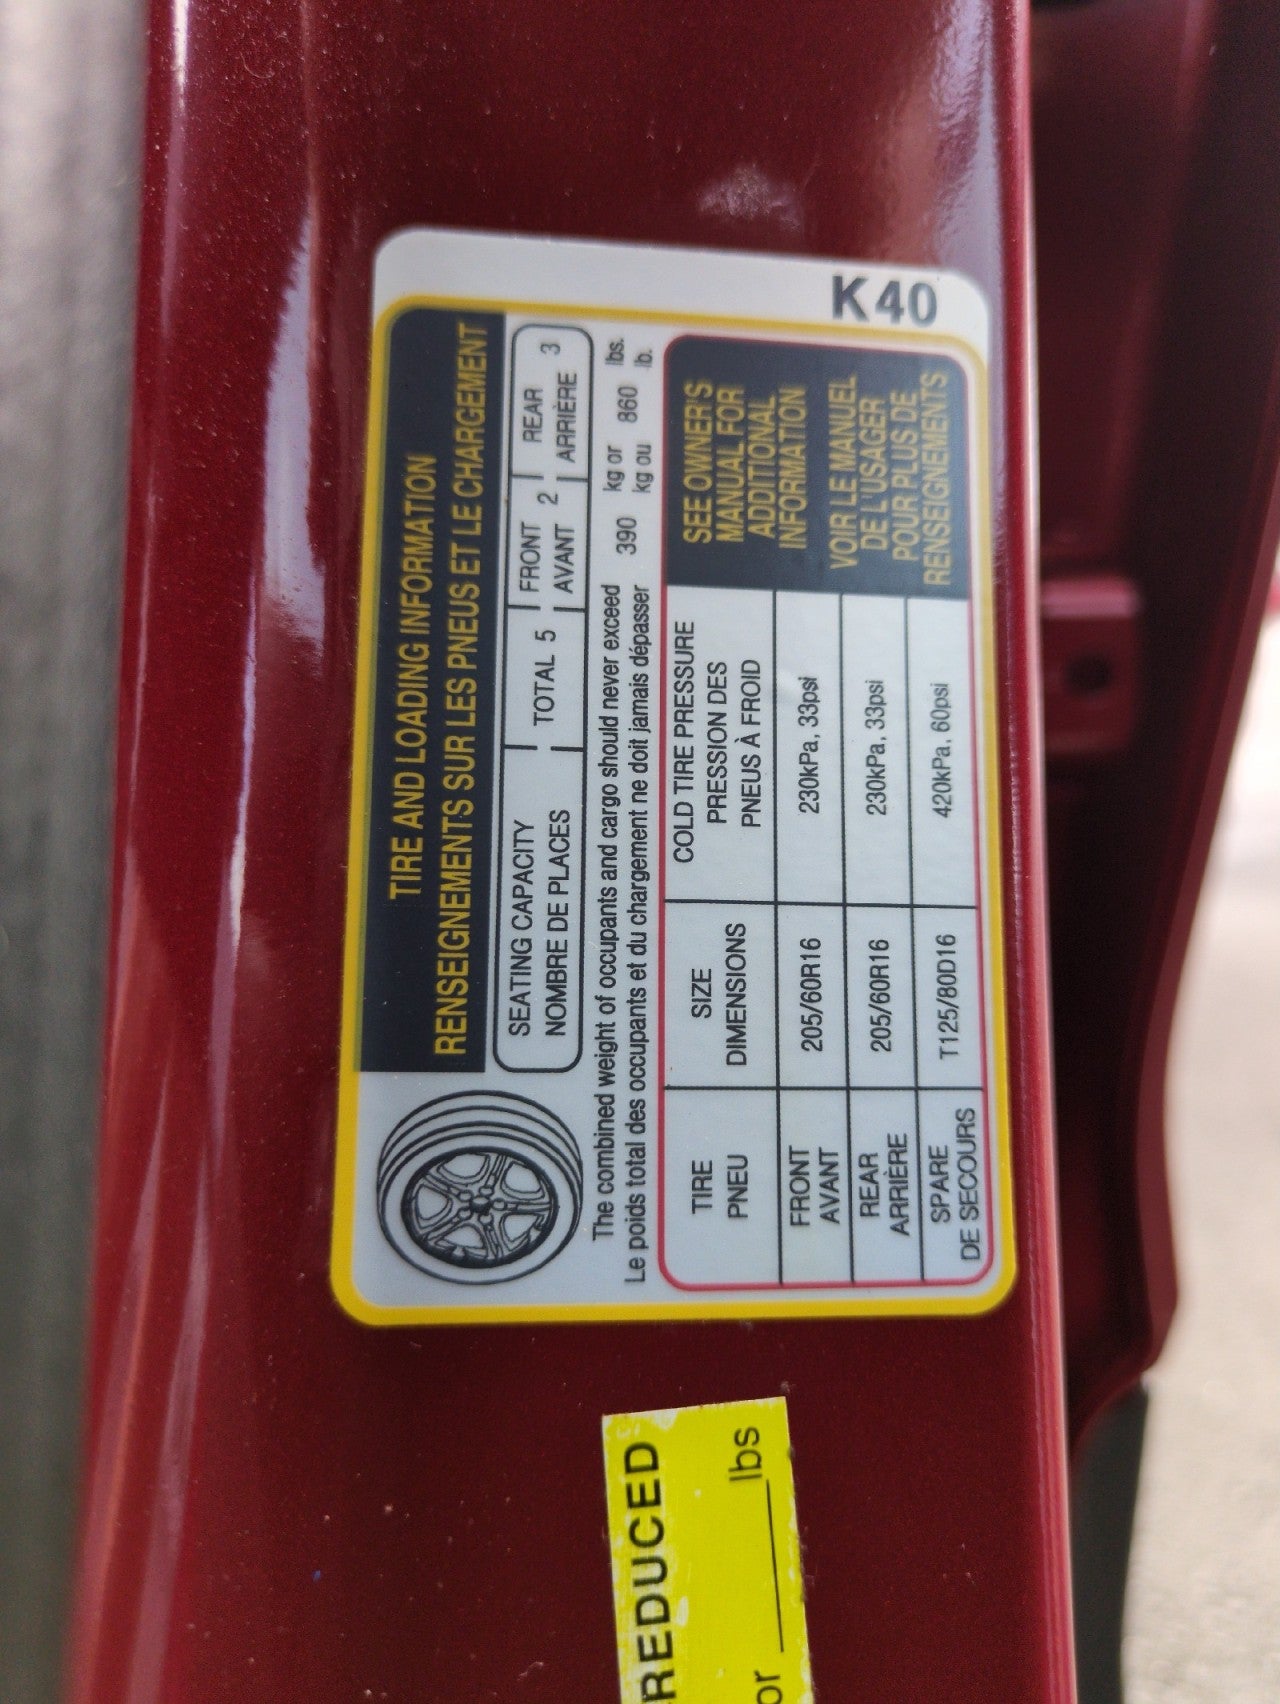 K40
TIRE AND LOADING INFORMATION
RENSEIGNEMENTS SUR LES PNEUS ET LE CHARGEMENT
SEATING CAPACITY
NOMBRE DE PLACES
TOTAL 5
FRONT
AVANT 2
REAR
ARRIÈRE 3
The combined weight of occupants and cargo should never exceed 390 kg or 860 lbs.
Le poids total des occupants et du chargement ne doit jamais dépasser kg ou lb.
TIRE
PNEU
SIZE
DIMENSIONS
COLD TIRE PRESSURE
PRESSION DES
PNEUS À FROID
FRONT
AVANT
205/60R16
230kPa, 33psi
REAR
ARRIÈRE
205/60R16
230kPa, 33psi
SPARE
DE SECOURS
T125/80D16
420kPa, 60psi
SEE OWNER'S
MANUAL FOR
ADDITIONAL
INFORMATION
VOIR LE MANUEL
DE L'USAGER
POUR PLUS DE
RENSEIGNEMENTS
REDUCED
or lbs